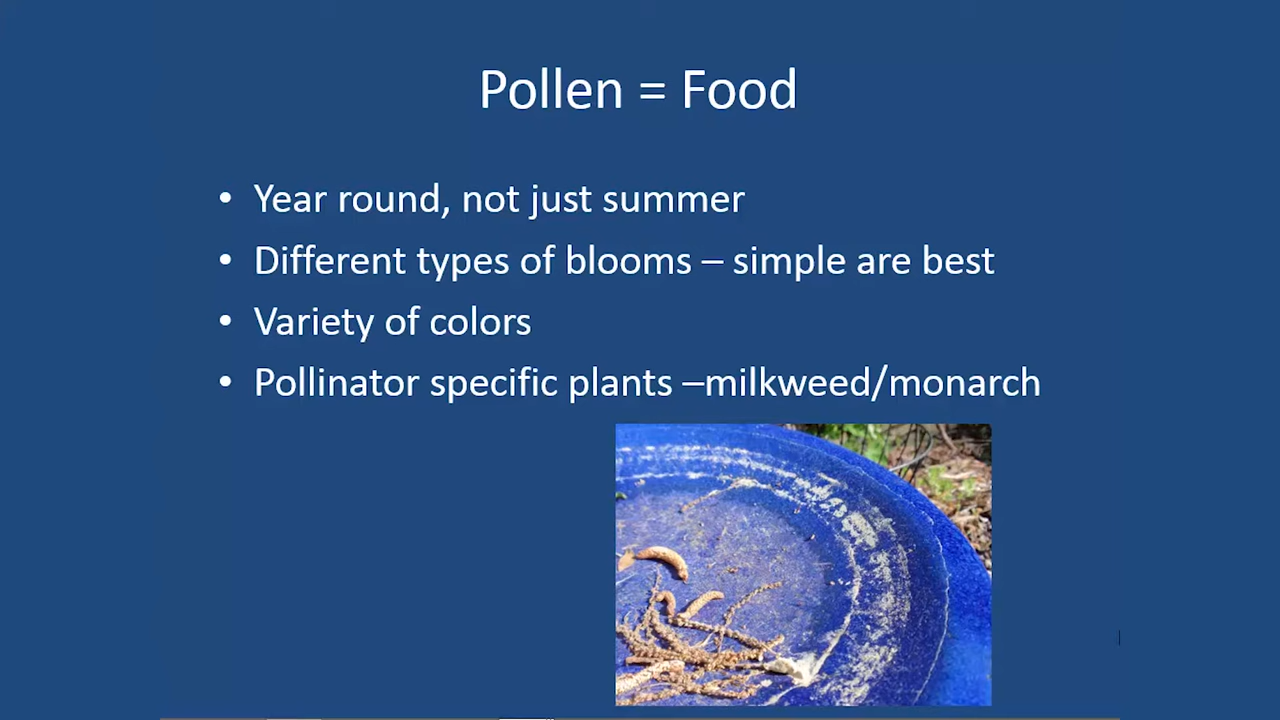 Pollen = Food
• Year round, not just summer
• Different types of blooms – simple are best
• Variety of colors
• Pollinator specific plants –milkweed/monarch